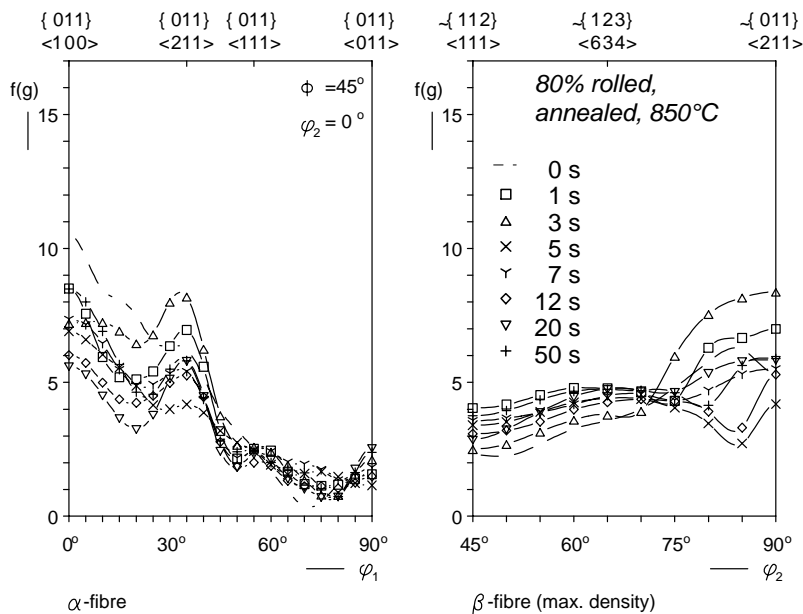 { 011} { 011} { 011} { 011}
<100> <211> <111> <011>
~{ 112} ~{ 123} ~{ 011}
<111> <634> <211>
f(g)
15
10
5
0
0° 30° 60° 90°
ϕ =45°
φ2 = 0 °
φ1
α-fibre
f(g)
15
10
5
0
45° 60° 75° 90°
80% rolled,
annealed, 850°C
0 s
1 s
3 s
5 s
7 s
12 s
20 s
50 s
φ2
β-fibre (max. density)